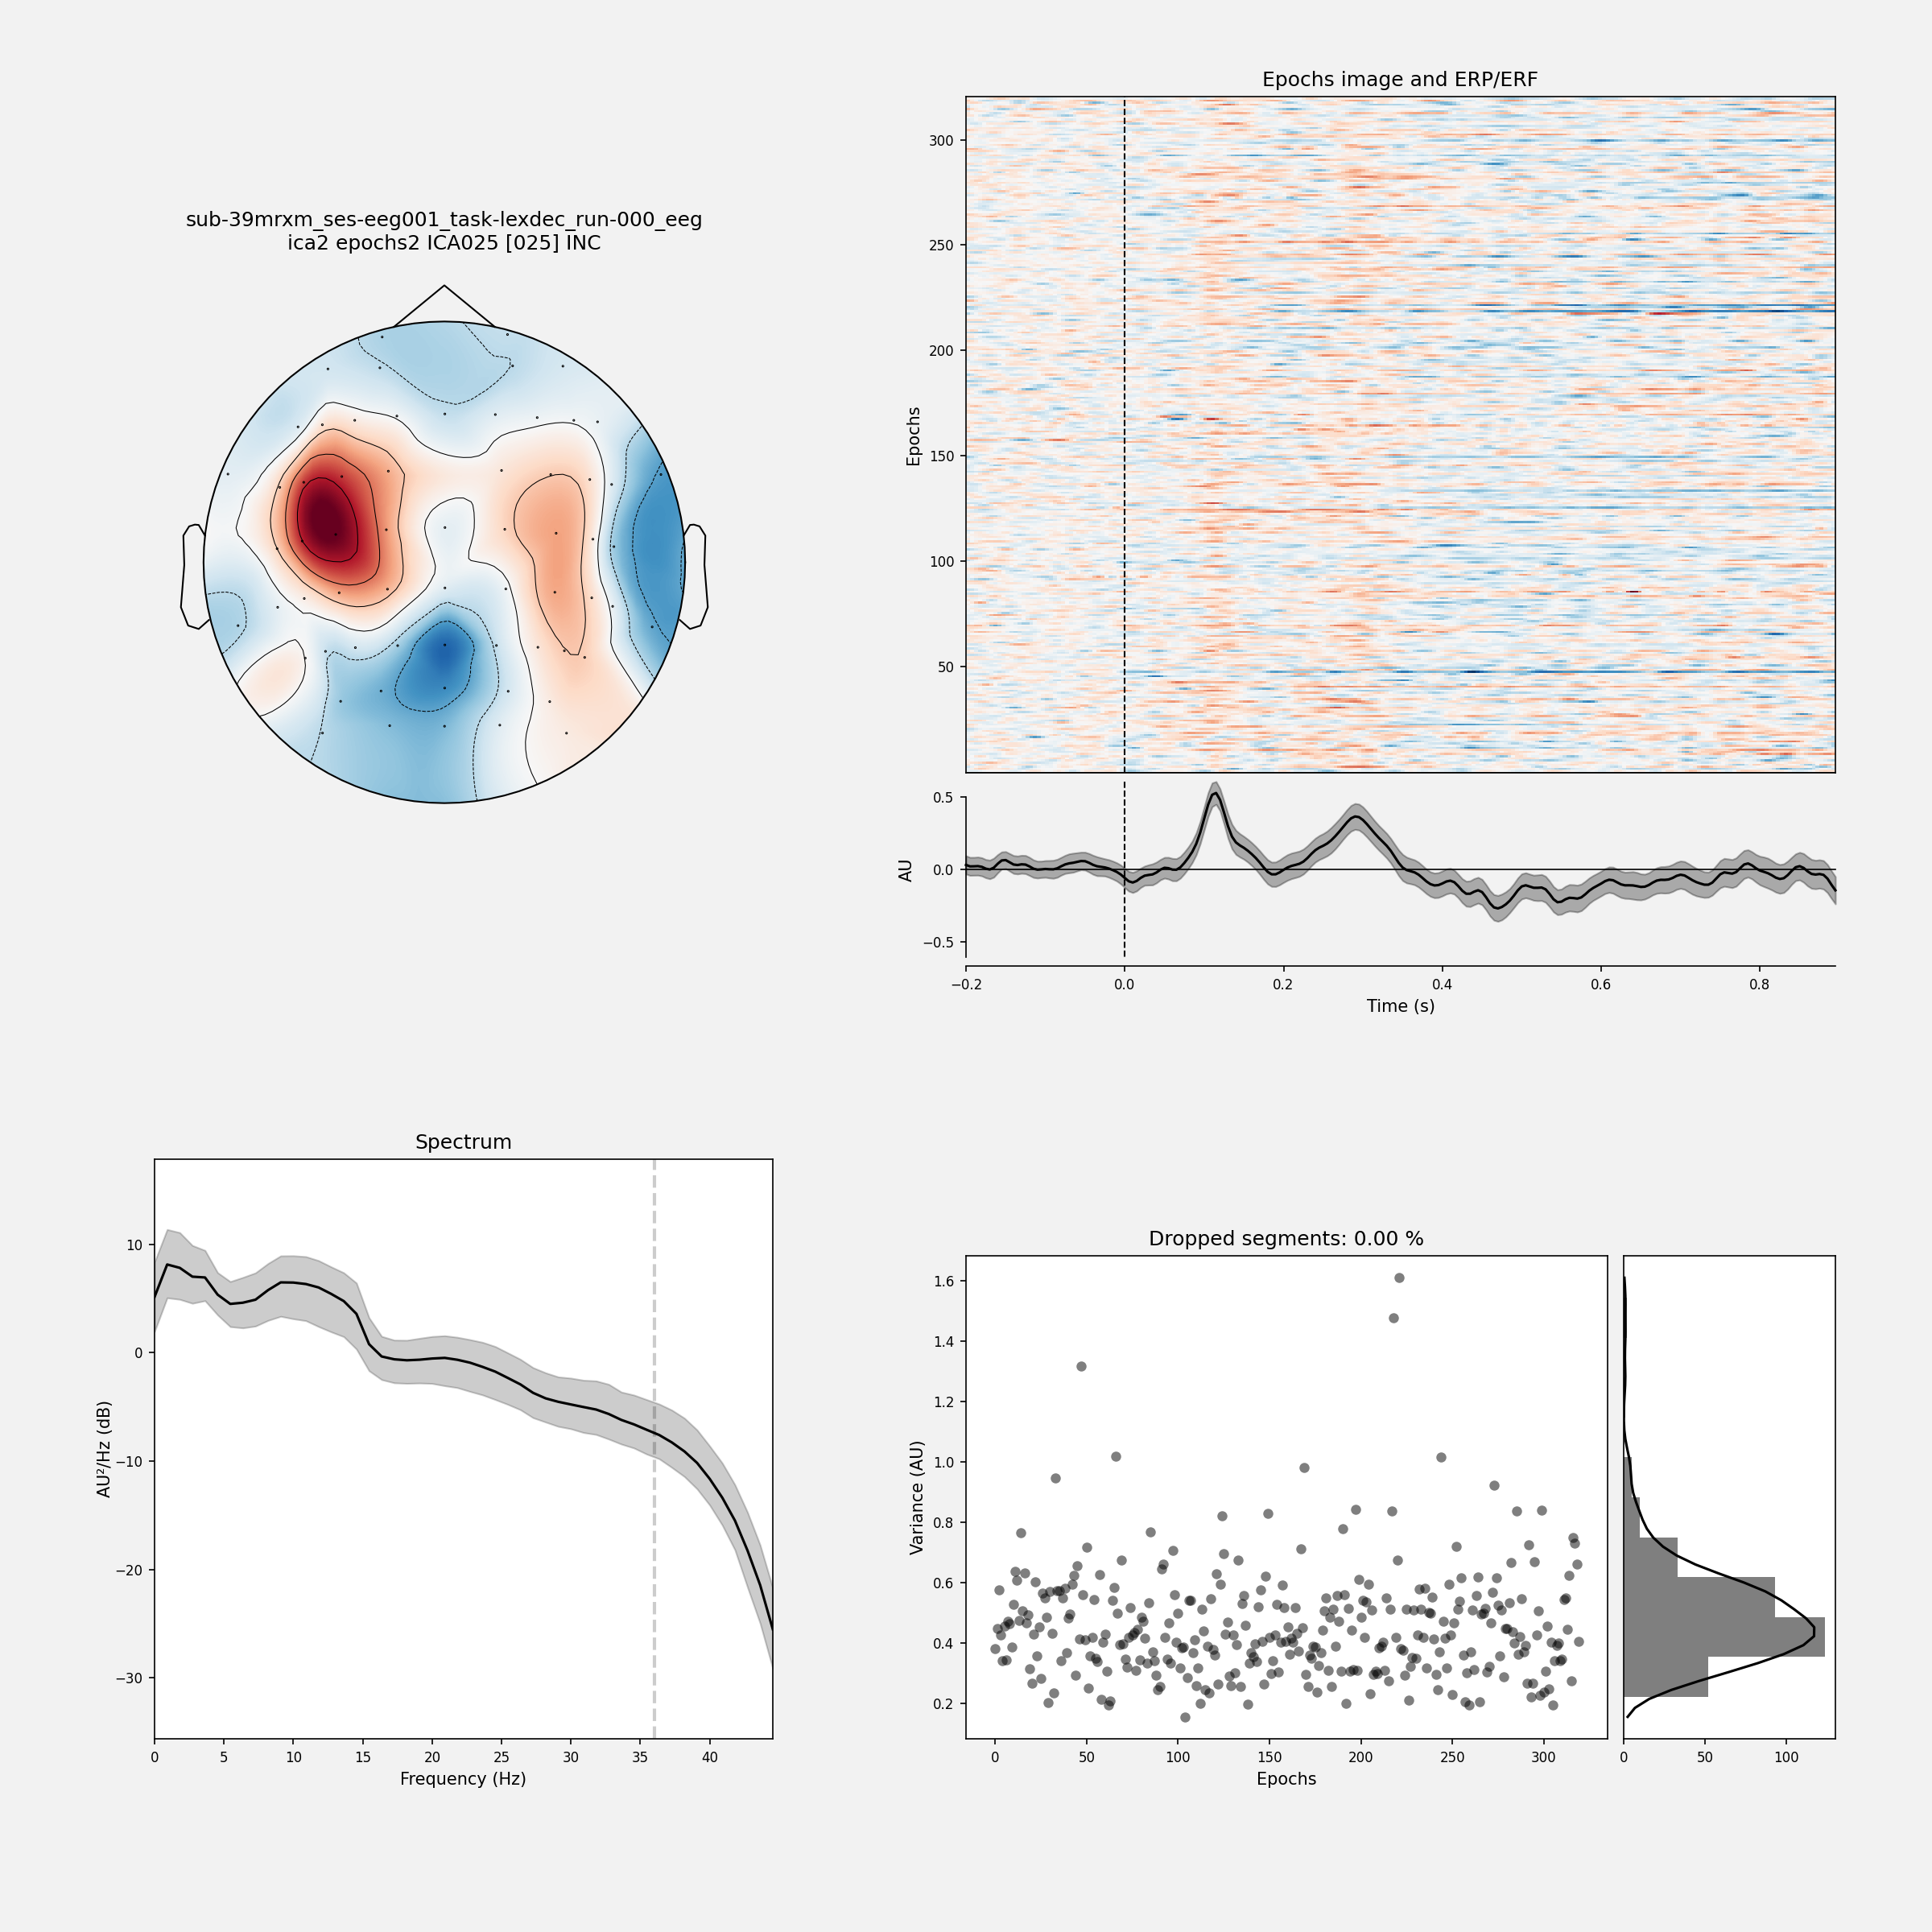 sub-39mrxm_ses-eeg001_task-lexdec_run-000_eeg
ica2 epochs2 ICA025 [025] INC
Epochs image and ERP/ERF
300
250
200
150
100
50
Epochs
0.5
0.0
−0.5
AU
−0.2 0.0 0.2 0.4 0.6 0.8
Time (s)
Spectrum
10
0
−10
−20
−30
AU²/Hz (dB)
0 5 10 15 20 25 30 35 40
Frequency (Hz)
Dropped segments: 0.00 %
1.6
1.4
1.2
1.0
0.8
0.6
0.4
0.2
Variance (AU)
0 50 100 150 200 250 300
Epochs
0 50 100